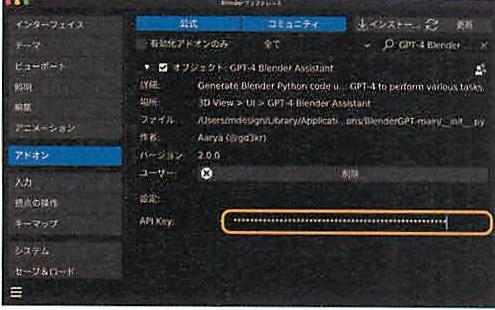 Blender プリファレンス
インターフェイス
テーマ
ビューポート
照明
編集
アニメーション
アドオン
入力
視点の操作
キーマップ
システム
セーブ&ロード
公式 コミュニティ インストー... 更新
有効化アドオンのみ 全て GPT-4 Blender
オブジェクト: GPT-4 Blender Assistant
詳細: Generate Blender Python code u... GPT-4 to perform various tasks.
場所: 3D View > UI > GPT-4 Blender Assistant
ファイル: /Users/mdesign/Library/Applicati...ons/BlenderGPT-main/__init__.py
作者: Aarya (@gd3kr)
バージョン: 2.0.0
ユーザー: 削除
設定:
API Key: